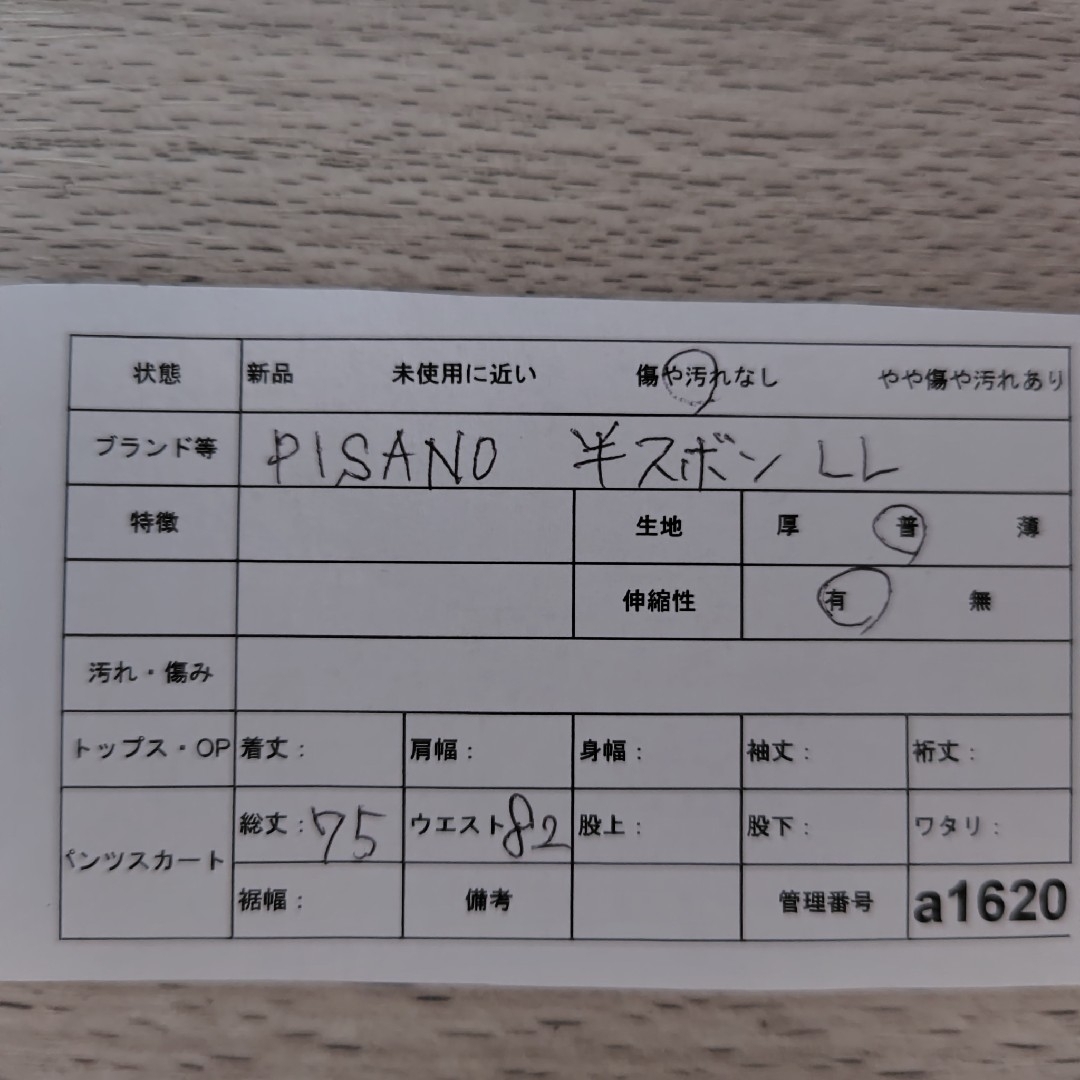 状態 新品 未使用に近い 傷や汚れなし やや傷や汚れあり
ブランド等 PISANO 半スボン LL
特徴 生地 厚 普 薄
伸縮性 有 無
汚れ・傷み
トップス・OP 着丈: 肩幅: 身幅: 袖丈: 裄丈:
パンツスカート 総丈:75 ウエスト82 股上: 股下: ワタリ:
裾幅: 備考 管理番号 a1620